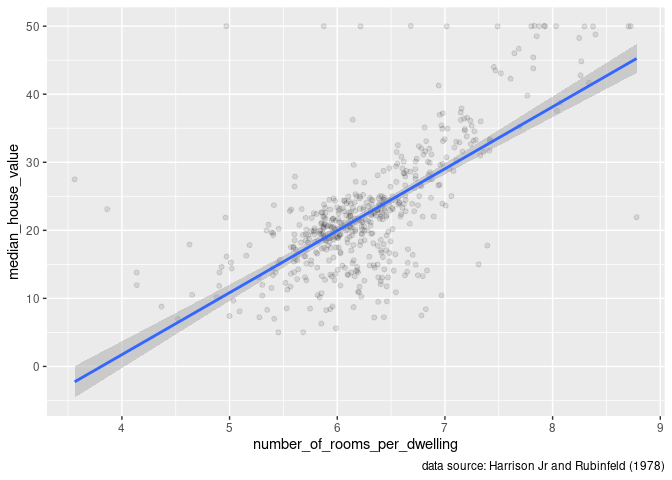 50
40
30
20
10
0
median_house_value
4 5 6 7 8 9
number_of_rooms_per_dwelling
data source: Harrison Jr and Rubinfeld (1978)